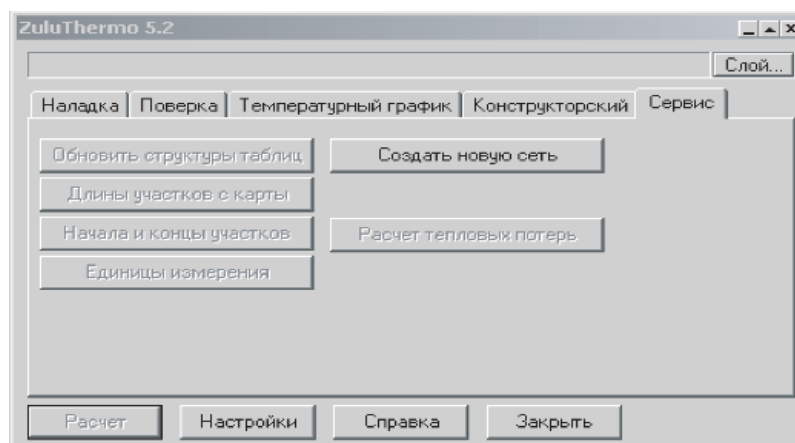 ZuluThermo 5.2
Слой...
Наладка Поверка Температурный график Конструкторский Сервис
Обновить структуры таблиц Создать новую сеть
Длины участков с карты
Начала и концы участков Расчет тепловых потерь
Единицы измерения
Расчет Настройки Справка Закрыть